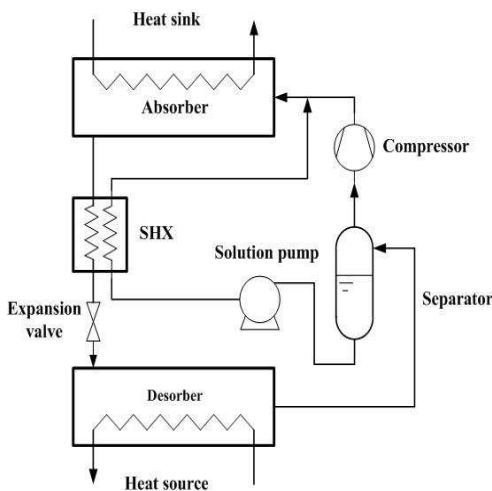 Heat sink
Absorber
Compressor
SHX
Solution pump
Separator
Expansion
valve
Desorber
Heat source